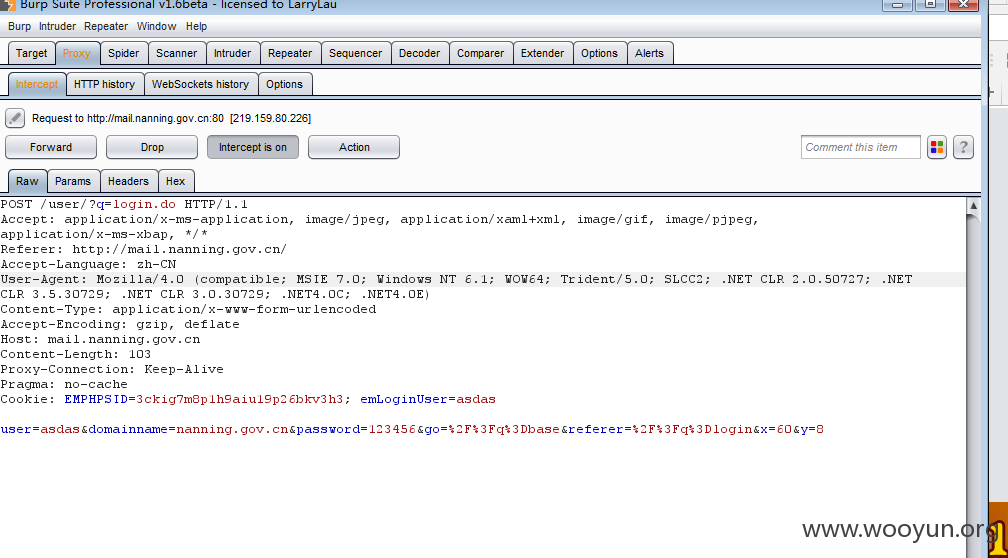 Burp Suite Professional v1.6beta - licensed to LarryLau
Burp Intruder Repeater Window Help
Target Proxy Spider Scanner Intruder Repeater Sequencer Decoder Comparer Extender Options Alerts
Intercept HTTP history WebSockets history Options
Request to http://mail.nanning.gov.cn:80 [219.159.80.226]
Forward Drop Intercept is on Action Comment this item ?
Raw Params Headers Hex
POST /user/?q=login.do HTTP/1.1
Accept: application/x-ms-application, image/jpeg, application/xaml+xml, image/gif, image/pjpeg,
application/x-ms-xbap, */*
Referer: http://mail.nanning.gov.cn/
Accept-Language: zh-CN
User-Agent: Mozilla/4.0 (compatible; MSIE 7.0; Windows NT 6.1; WOW64; Trident/5.0; SLCC2; .NET CLR 2.0.50727; .NET
CLR 3.5.30729; .NET CLR 3.0.30729; .NET4.0C; .NET4.0E)
Content-Type: application/x-www-form-urlencoded
Accept-Encoding: gzip, deflate
Host: mail.nanning.gov.cn
Content-Length: 103
Proxy-Connection: Keep-Alive
Pragma: no-cache
Cookie: EMPHPSID=3ckig7m8p1h9aiu19p26bkv3h3; emLoginUser=asdas
user=asdas&domainname=nanning.gov.cn&password=123456&go=%2F%3Fq%3Dbase&referer=%2F%3Fq%3Dlogin&x=60&y=8
www.wooyun.org